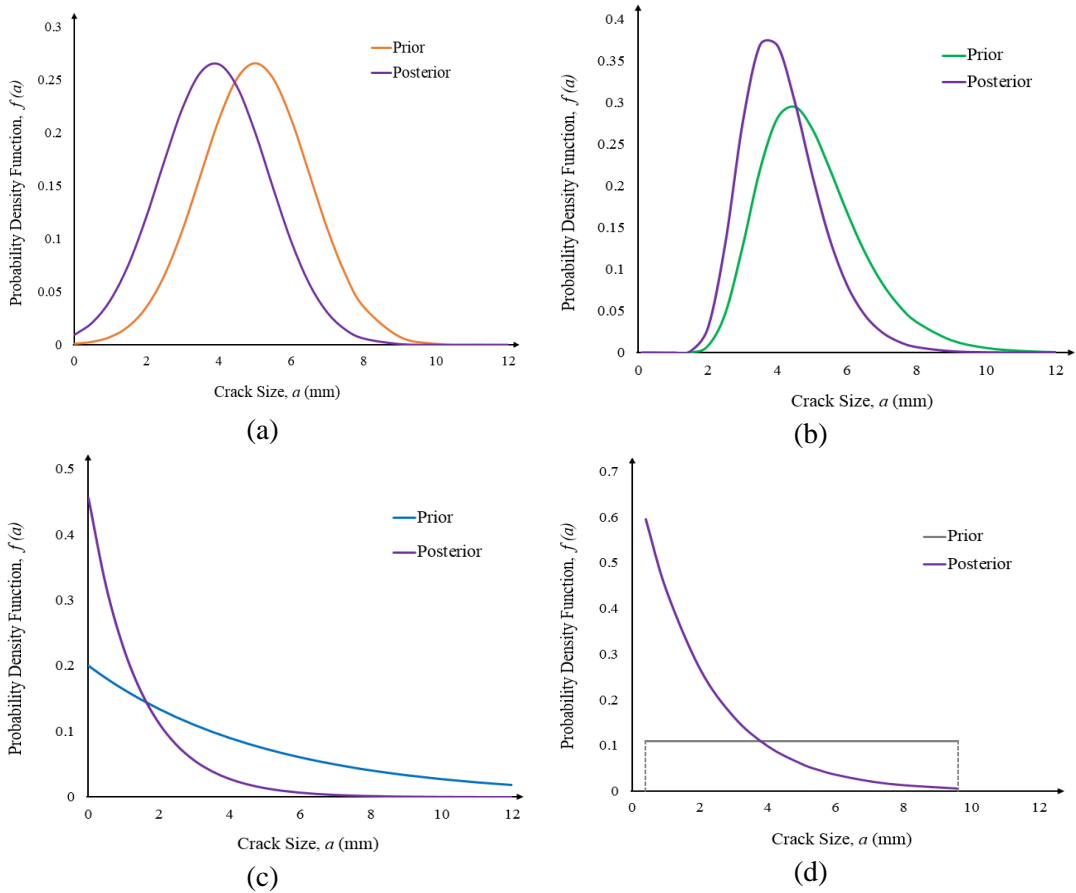 Probability Density Function, f (a)
0.3
0.25
0.2
0.15
0.1
0.05
0
Prior
Posterior
0 2 4 6 8 10 12
Crack Size, a (mm)
(a)
Probability Density Function, f (a)
0.4
0.35
0.3
0.25
0.2
0.15
0.1
0.05
0
Prior
Posterior
0 2 4 6 8 10 12
Crack Size, a (mm)
(b)
Probability Density Function, f (a)
0.5
0.4
0.3
0.2
0.1
0
Prior
Posterior
0 2 4 6 8 10 12
Crack Size, a (mm)
(c)
Probability Density Function, f (a)
0.7
0.6
0.5
0.4
0.3
0.2
0.1
0
Prior
Posterior
0 2 4 6 8 10 12
Crack Size, a (mm)
(d)